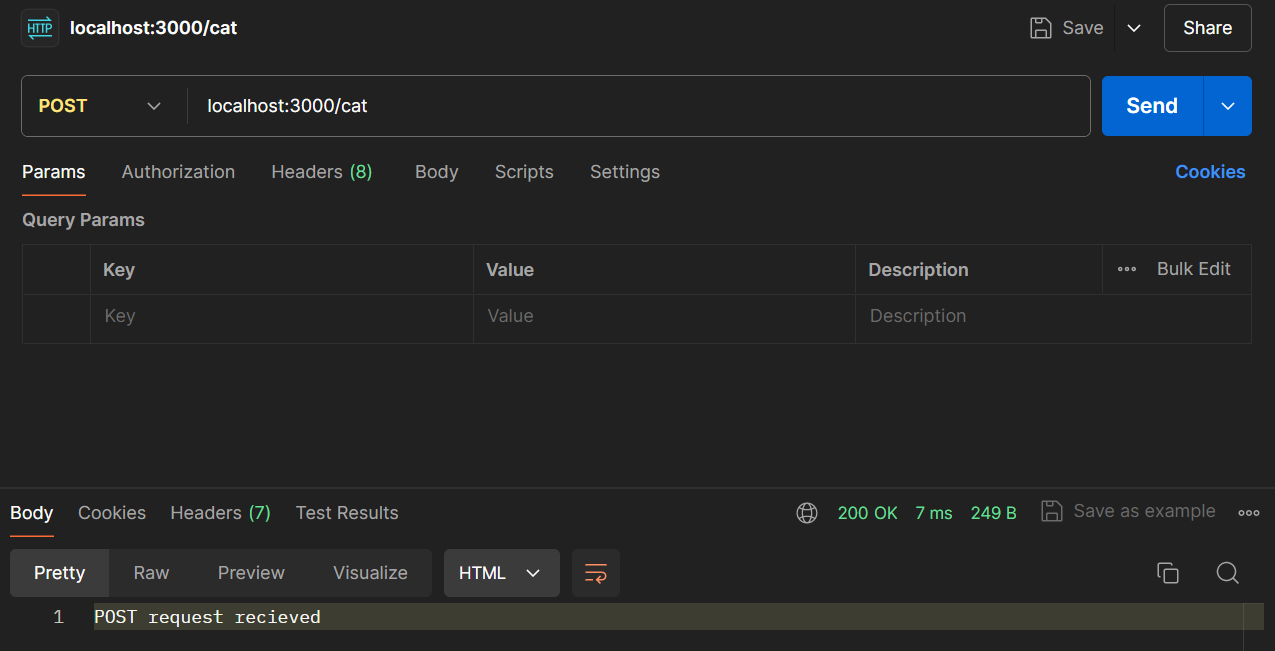 HTTP localhost:3000/cat Save Share
POST localhost:3000/cat Send
Params Authorization Headers (8) Body Scripts Settings Cookies
Query Params
Key Value Description Bulk Edit
Key Value Description
Body Cookies Headers (7) Test Results 200 OK 7 ms 249 B Save as example
Pretty Raw Preview Visualize HTML
1 POST request recieved